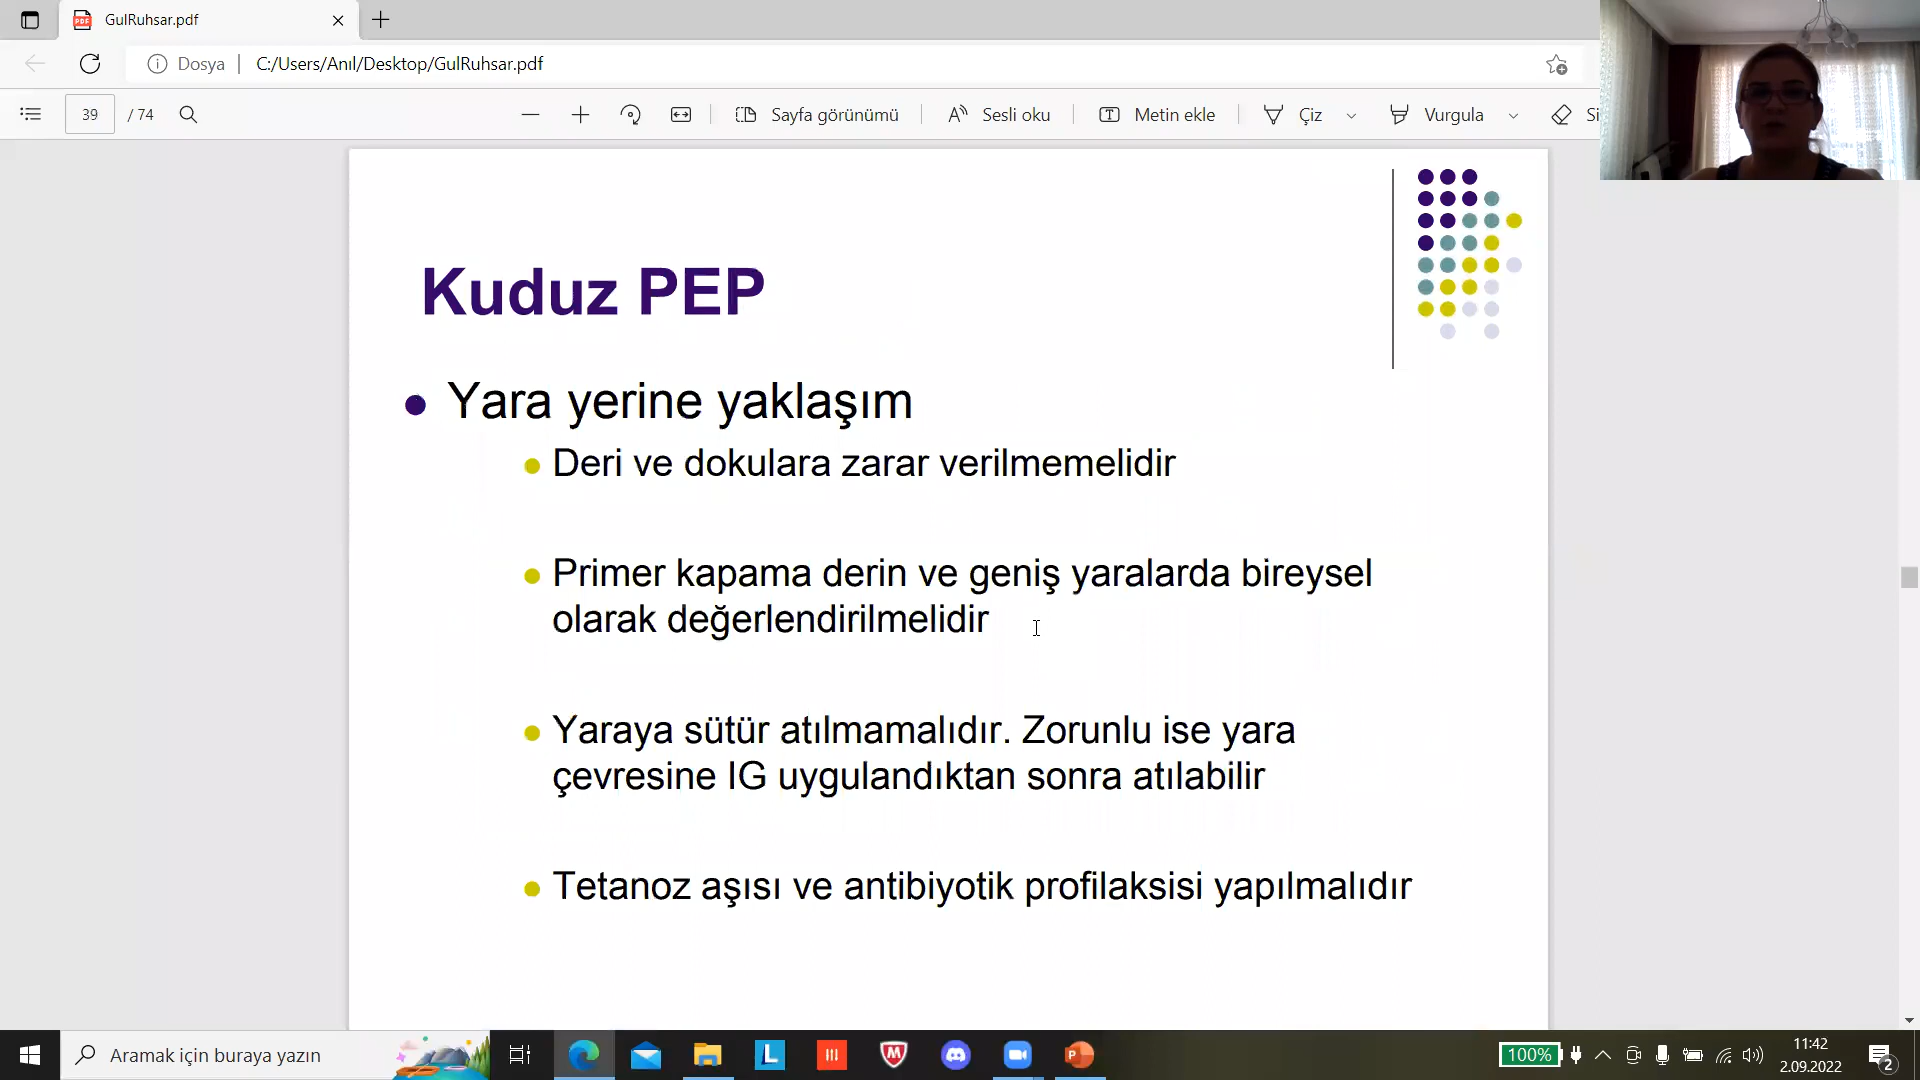 GulRuhsar.pdf
Dosya
C:/Users/Anıl/Desktop/GulRuhsar.pdf
39 / 74
Sayfa görünümü
Sesli oku
Metin ekle
Çiz
Vurgula
Kuduz PEP
Yara yerine yaklaşım
Deri ve dokulara zarar verilmemelidir
Primer kapama derin ve geniş yaralarda bireysel
olarak değerlendirilmelidir
Yaraya sütür atılmamalıdır. Zorunlu ise yara
çevresine IG uygulandıktan sonra atılabilir
Tetanoz aşısı ve antibiyotik profilaksisi yapılmalıdır
Aramak için buraya yazın
100%
11:42
2.09.2022
2